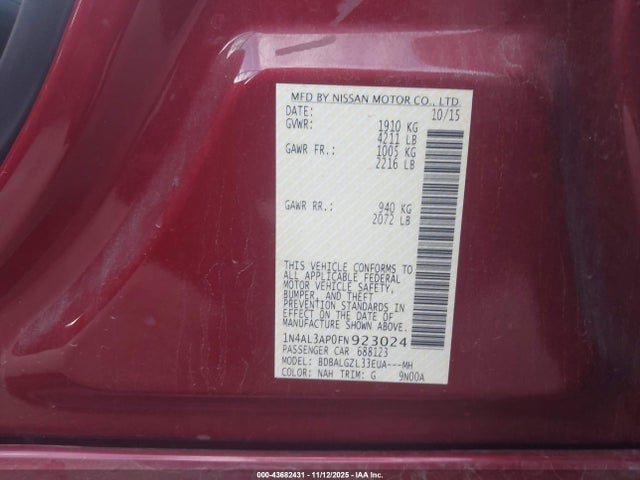 MFD BY NISSAN MOTOR CO., LTD
DATE: 10/15
GVWR: 1910 KG
4211 LB
GAWR FR.: 1005 KG
2216 LB
GAWR RR.: 940 KG
2072 LB
THIS VEHICLE CONFORMS TO
ALL APPLICABLE FEDERAL
MOTOR VEHICLE SAFETY,
BUMPER, AND THEFT
PREVENTION STANDARDS IN
EFFECT ON THE DATE OF
MANUFACTURE SHOWN ABOVE.
1N4AL3AP0FN923024
PASSENGER CAR 688123
MODEL: BDBALGZL33EUA---MH
COLOR: NAH TRIM: G 9N00A
000-43682431 - 11/12/2025 - IAA Inc.